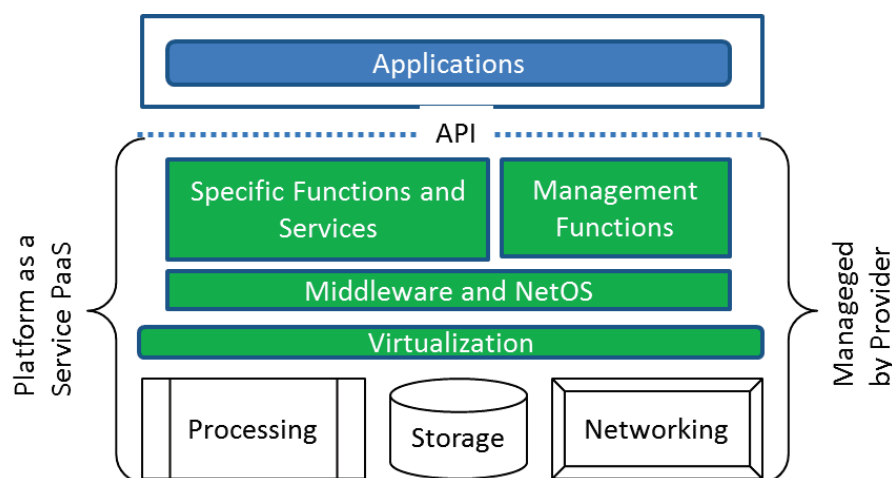 Applications
API
Specific Functions and
Services
Management
Functions
Middleware and NetOS
Virtualization
Processing
Storage
Networking
Platform as a
Service PaaS
Manageged
by Provider